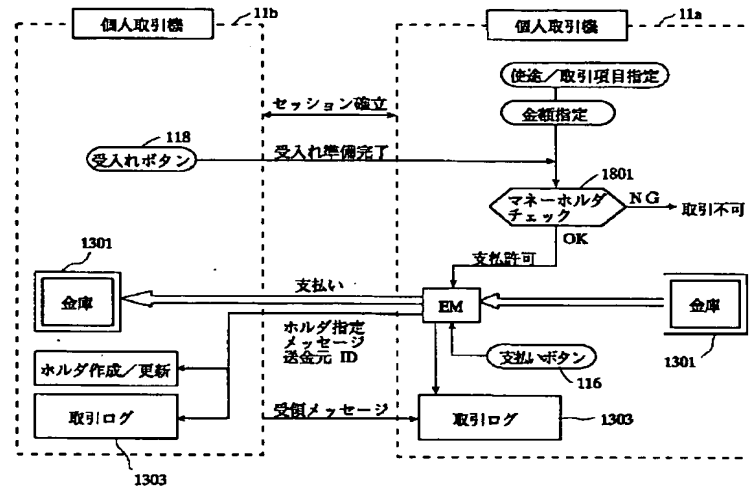 個人取引機
11b
個人取引機
11a
使途／取引項目指定
セッション確立
金額指定
118
受入れボタン
受入れ準備完了
1801
マネーホルダ
チェック
NG
取引不可
OK
支払許可
1301
金庫
支払い
EM
金庫
1301
ホルダ指定
メッセージ
送金元 ID
支払いボタン
116
ホルダ作成／更新
取引ログ
1303
受領メッセージ
取引ログ
1303